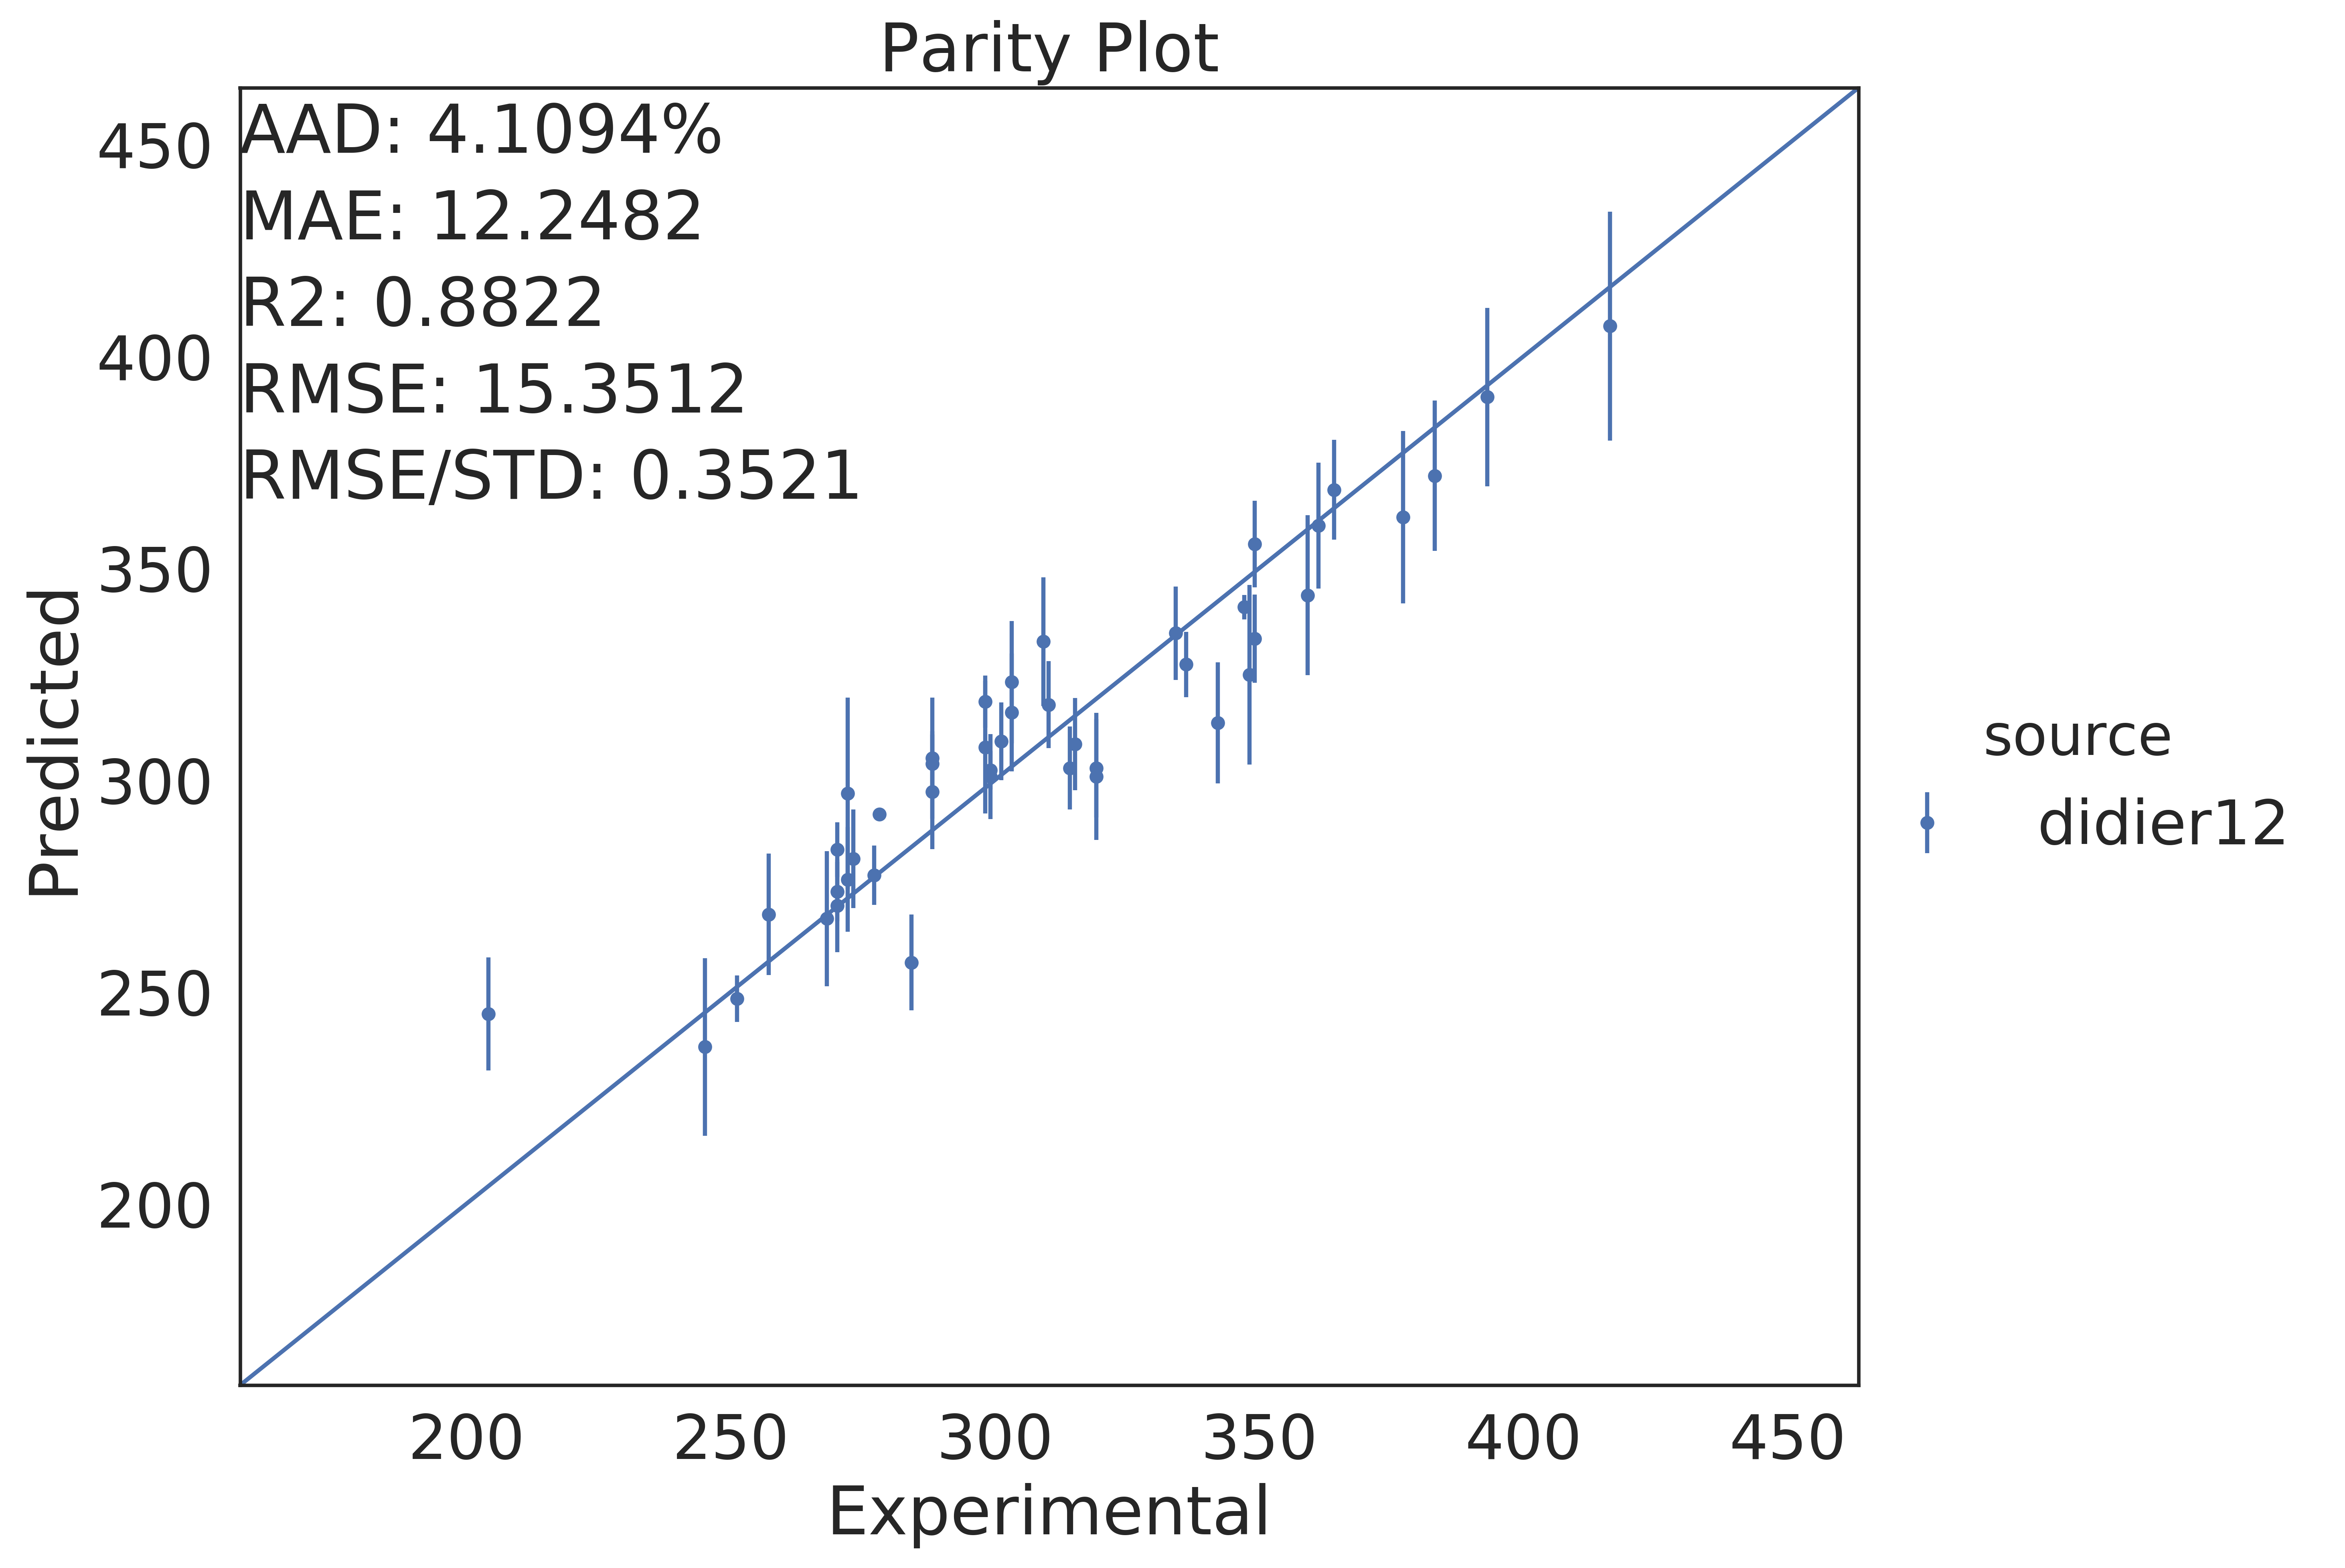 Parity Plot
AAD: 4.1094%
MAE: 12.2482
R2: 0.8822
RMSE: 15.3512
RMSE/STD: 0.3521
450
400
350
300
250
200
Predicted
200 250 300 350 400 450
Experimental
source
didier12